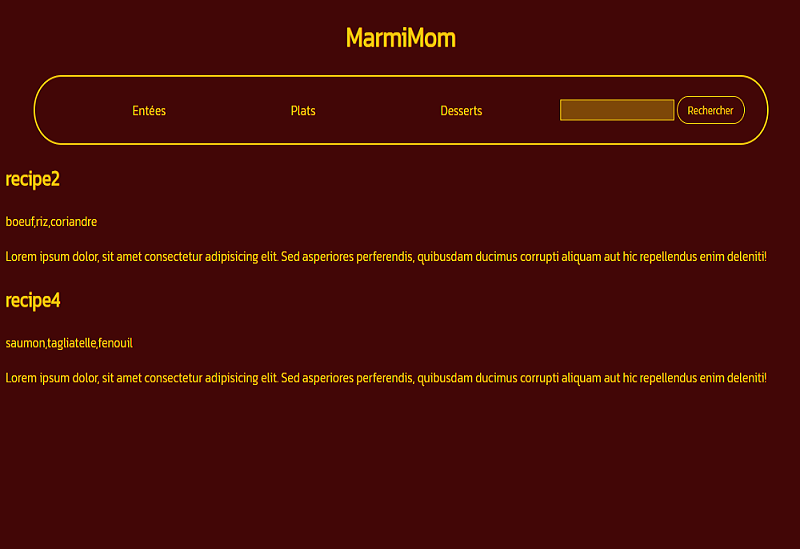 MarmiMom
Entées Plats Desserts Rechercher
recipe2
boeuf,riz,coriandre
Lorem ipsum dolor, sit amet consectetur adipisicing elit. Sed asperiores perferendis, quibusdam ducimus corrupti aliquam aut hic repellendus enim deleniti!
recipe4
saumon,tagliatelle,fenouil
Lorem ipsum dolor, sit amet consectetur adipisicing elit. Sed asperiores perferendis, quibusdam ducimus corrupti aliquam aut hic repellendus enim deleniti!